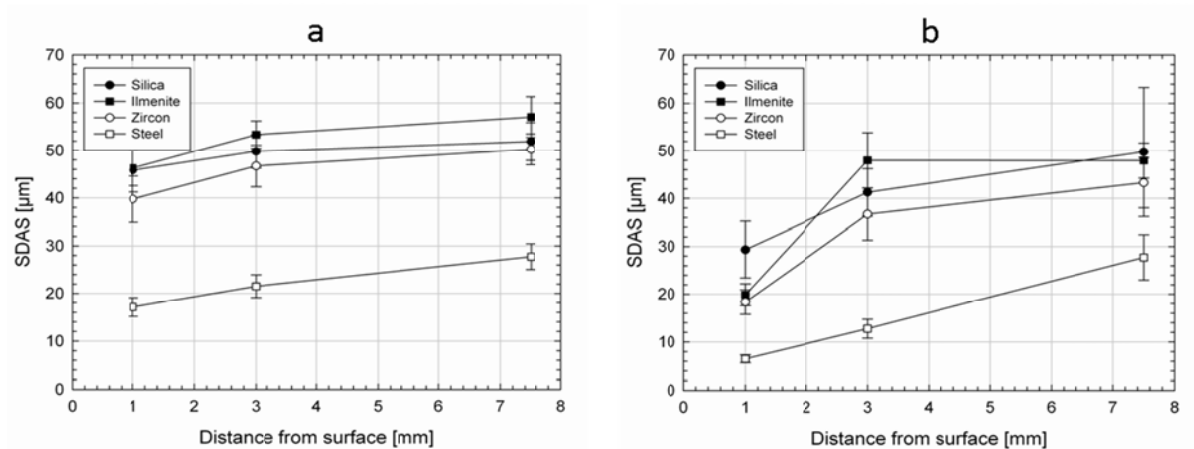 a
70
60
50
40
30
20
10
0
SDAS [µm]
Silica
Ilmenite
Zircon
Steel
0 1 2 3 4 5 6 7 8
Distance from surface [mm]
b
70
60
50
40
30
20
10
0
SDAS [µm]
Silica
Ilmenite
Zircon
Steel
0 1 2 3 4 5 6 7 8
Distance from surface [mm]